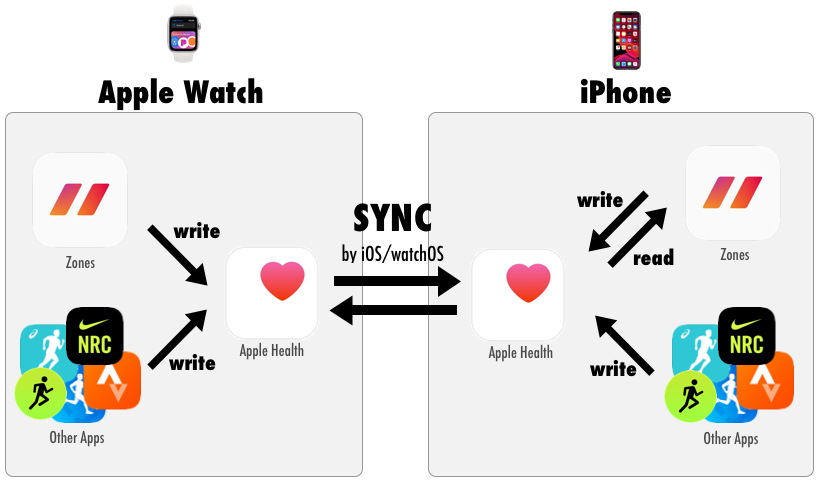 Apple Watch
iPhone
SYNC
by iOS/watchOS
write
Zones
write
NRC
Other Apps
Apple Health
write
read
Zones
Apple Health
write
NRC
Other Apps